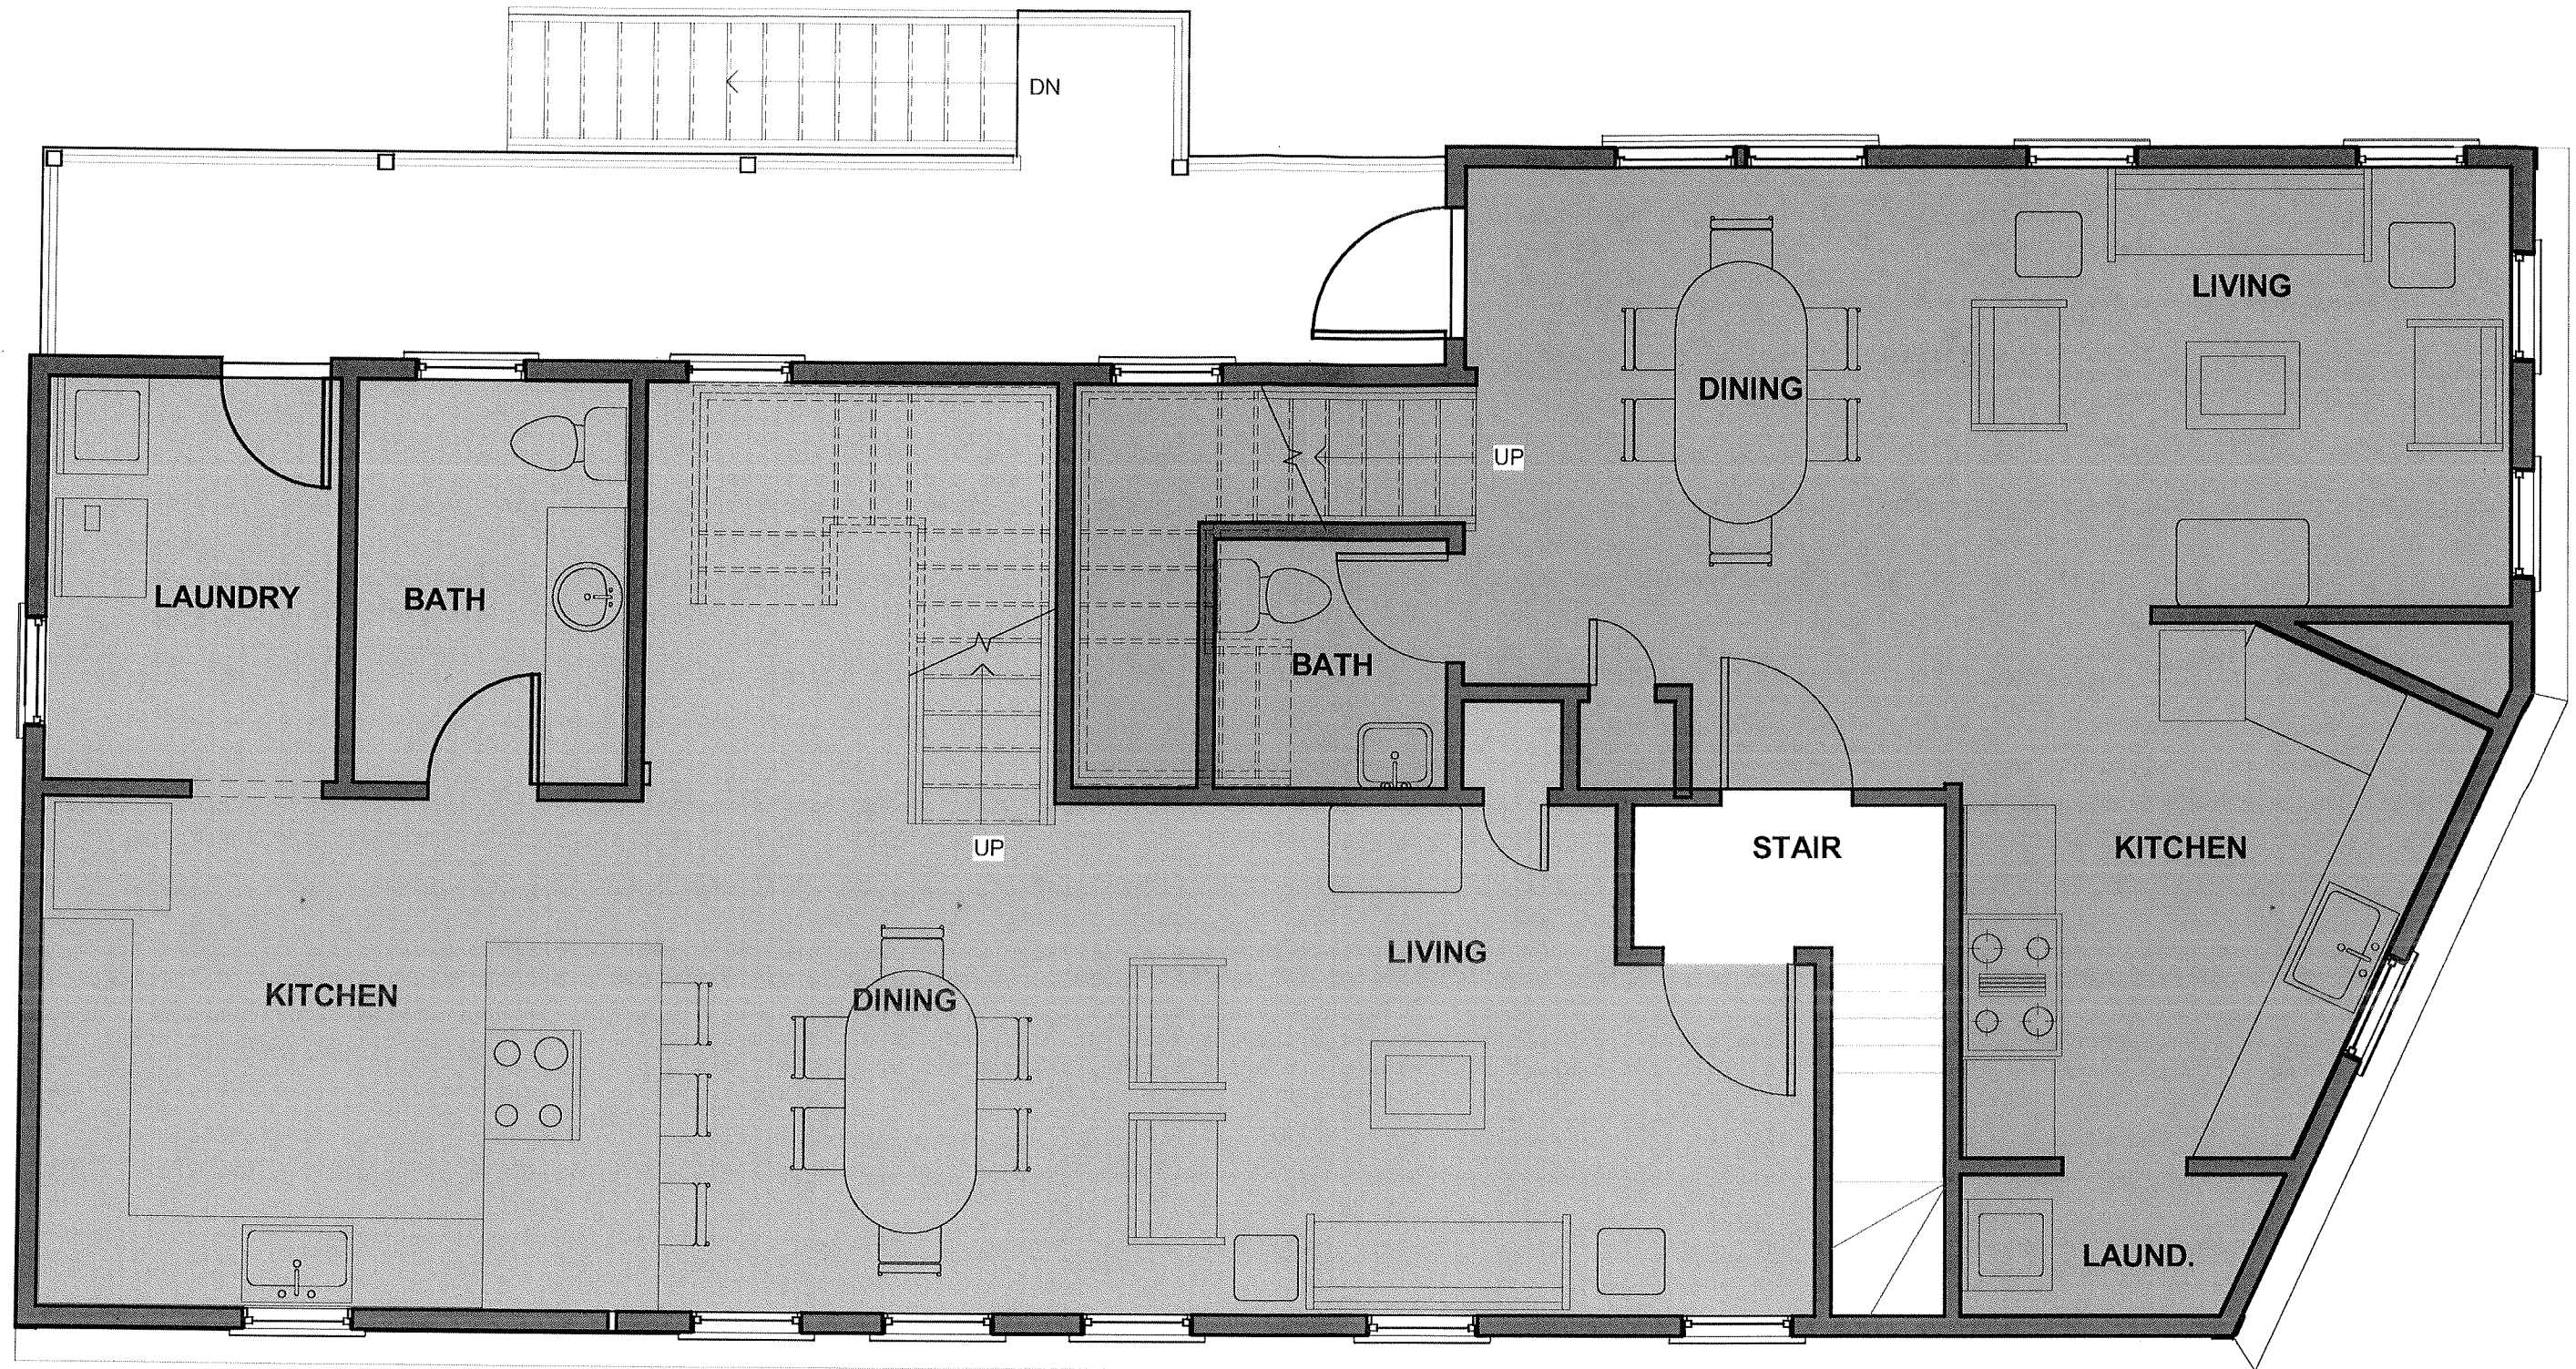 DN
LIVING
DINING
UP
LAUNDRY
BATH
BATH
UP
STAIR
KITCHEN
LIVING
KITCHEN
DINING
LAUND.